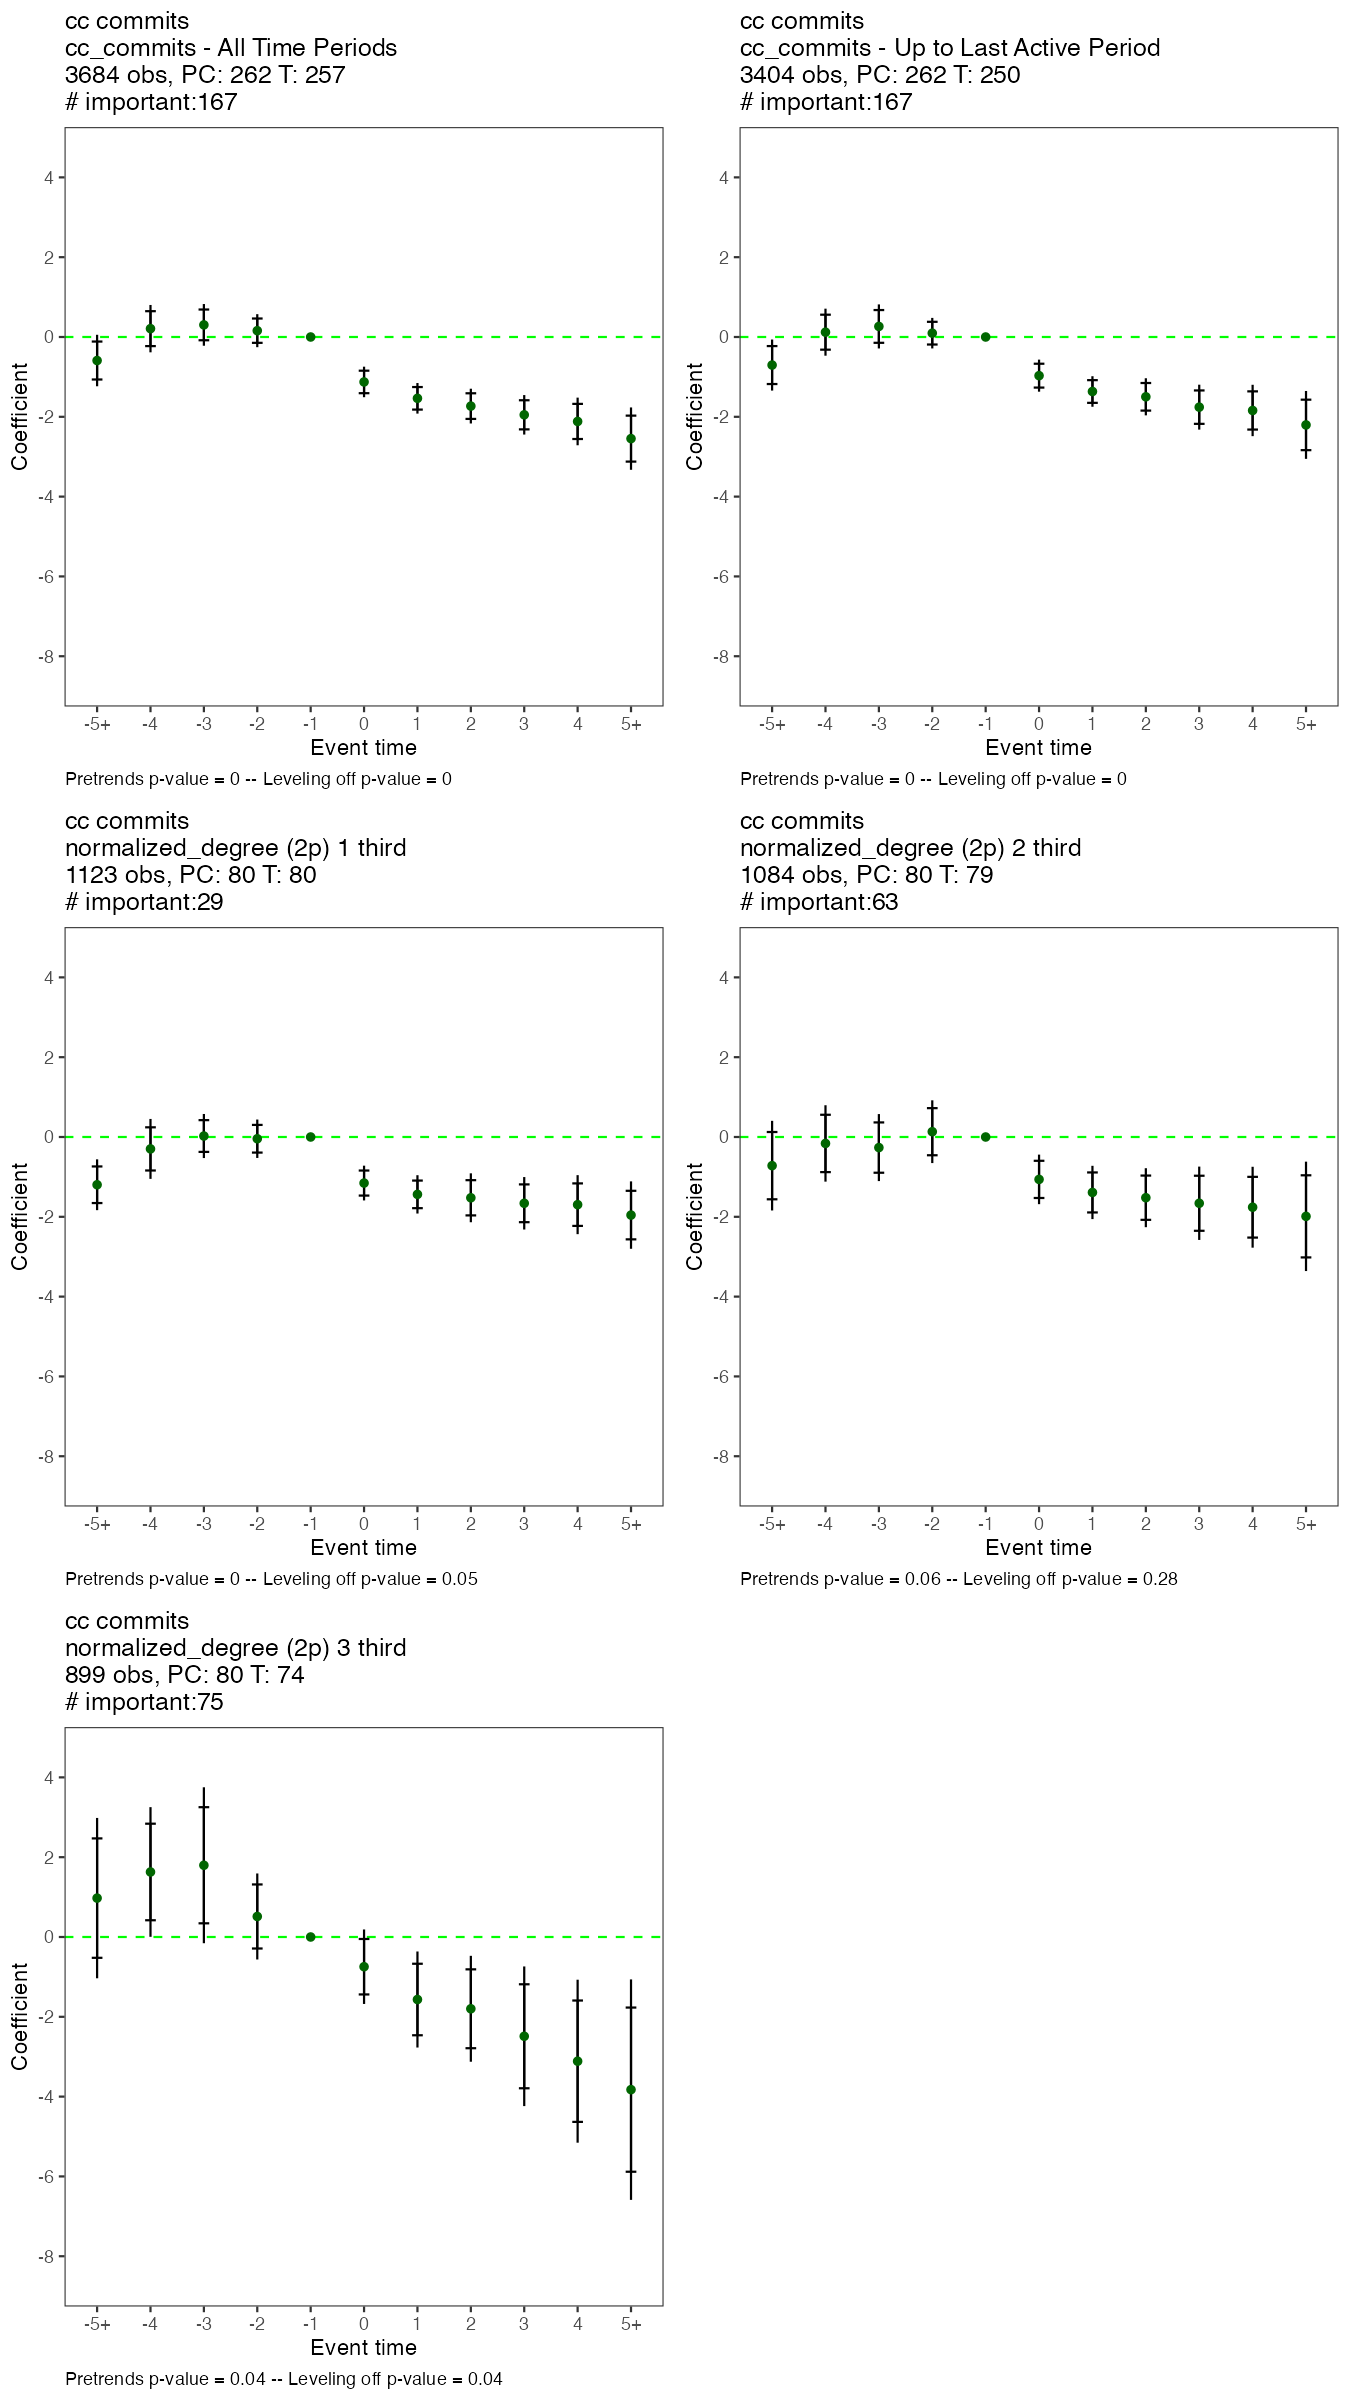 cc commits
cc_commits - All Time Periods
3684 obs, PC: 262 T: 257
# important:167
4
2
0
-2
-4
-6
-8
Coefficient
-5+ -4 -3 -2 -1 0 1 2 3 4 5+
Event time
Pretrends p-value = 0 -- Leveling off p-value = 0
cc commits
cc_commits - Up to Last Active Period
3404 obs, PC: 262 T: 250
# important:167
4
2
0
-2
-4
-6
-8
Coefficient
-5+ -4 -3 -2 -1 0 1 2 3 4 5+
Event time
Pretrends p-value = 0 -- Leveling off p-value = 0
cc commits
normalized_degree (2p) 1 third
1123 obs, PC: 80 T: 80
# important:29
4
2
0
-2
-4
-6
-8
Coefficient
-5+ -4 -3 -2 -1 0 1 2 3 4 5+
Event time
Pretrends p-value = 0 -- Leveling off p-value = 0.05
cc commits
normalized_degree (2p) 2 third
1084 obs, PC: 80 T: 79
# important:63
4
2
0
-2
-4
-6
-8
Coefficient
-5+ -4 -3 -2 -1 0 1 2 3 4 5+
Event time
Pretrends p-value = 0.06 -- Leveling off p-value = 0.28
cc commits
normalized_degree (2p) 3 third
899 obs, PC: 80 T: 74
# important:75
4
2
0
-2
-4
-6
-8
Coefficient
-5+ -4 -3 -2 -1 0 1 2 3 4 5+
Event time
Pretrends p-value = 0.04 -- Leveling off p-value = 0.04